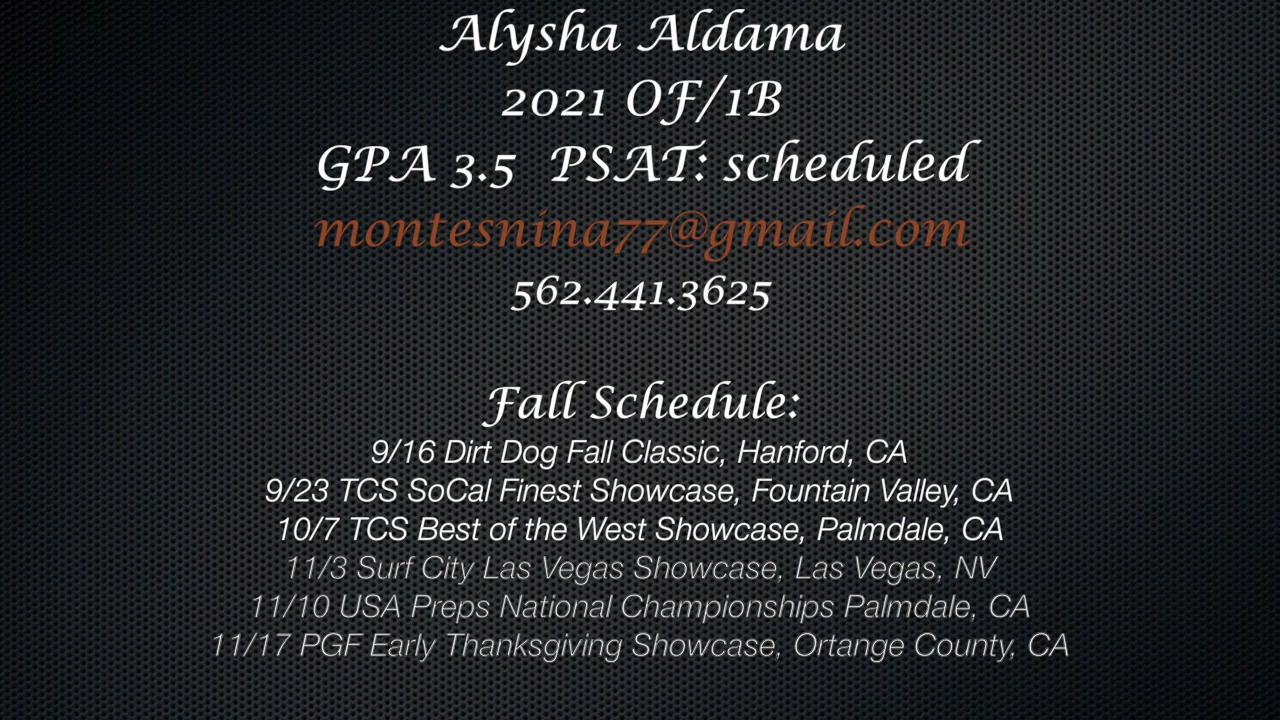 Alysha Aldama
2021 OF/1B
GPA 3.5 PSAT: scheduled
montesnina77@gmail.com
562.441.3625
Fall Schedule:
9/16 Dirt Dog Fall Classic, Hanford, CA
9/23 TCS SoCal Finest Showcase, Fountain Valley, CA
10/7 TCS Best of the West Showcase, Palmdale, CA
11/3 Surf City Las Vegas Showcase, Las Vegas, NV
11/10 USA Preps National Championships Palmdale, CA
11/17 PGF Early Thanksgiving Showcase, Ortange County, CA